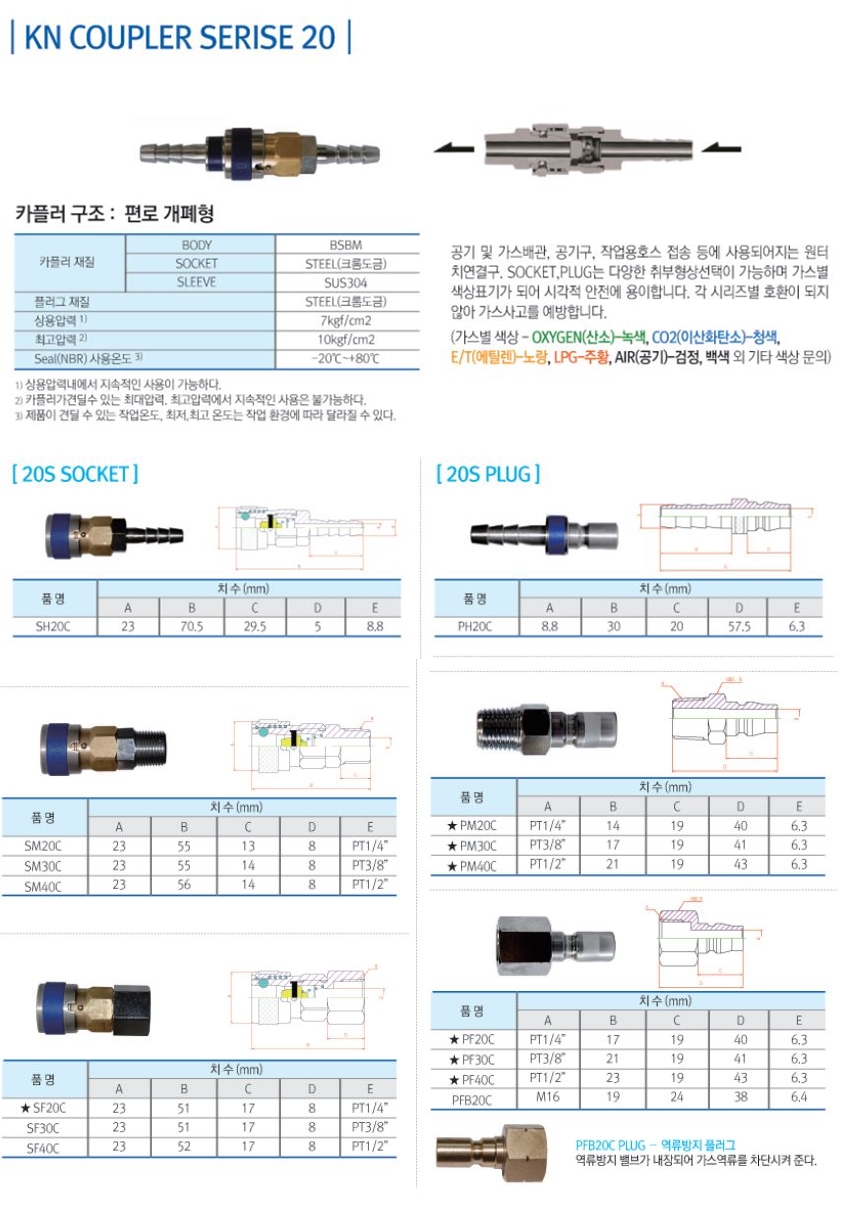 KN COUPLER SERISE 20
카플러 구조 : 편로 개폐형
카플러 재질 BODY BSBM
SOCKET STEEL(크롬도금)
SLEEVE SUS304
플러그 재질 STEEL(크롬도금)
상용압력 1) 7kgf/cm2
최고압력 2) 10kgf/cm2
Seal(NBR) 사용온도 3) -20℃~+80℃
1) 상용압력내에서 지속적인 사용이 가능하다.
2) 카플러가견딜수 있는 최대압력. 최고압력에서 지속적인 사용은 불가능하다.
3) 제품이 견딜 수 있는 작업온도, 최저,최고 온도는 작업 환경에 따라 달라질 수 있다.
공기 및 가스배관, 공기구, 작업용호스 접송 등에 사용되어지는 원터
치연결구. SOCKET,PLUG는 다양한 취부형상선택이 가능하며 가스별
색상표기가 되어 시각적 안전에 용이합니다. 각 시리즈별 호환이 되지
않아 가스사고를 예방합니다.
(가스별 색상 - OXYGEN(산소)-녹색, CO2(이산화탄소)-청색,
E/T(에틸렌)-노랑, LPG-주황, AIR(공기)-검정, 백색 외 기타 색상 문의)
[ 20S SOCKET ]
품 명 치 수 (mm)
A B C D E
SH20C 23 70.5 29.5 5 8.8
품 명 치 수 (mm)
A B C D E
SM20C 23 55 13 8 PT1/4”
SM30C 23 55 14 8 PT3/8”
SM40C 23 56 14 8 PT1/2”
품 명 치 수 (mm)
A B C D E
★ SF20C 23 51 17 8 PT1/4”
SF30C 23 51 17 8 PT3/8”
SF40C 23 52 17 8 PT1/2”
[ 20S PLUG ]
품 명 치 수 (mm)
A B C D E
PH20C 8.8 30 20 57.5 6.3
품 명 치 수 (mm)
A B C D E
★ PM20C PT1/4” 14 19 40 6.3
★ PM30C PT3/8” 17 19 41 6.3
★ PM40C PT1/2” 21 19 43 6.3
품 명 치 수 (mm)
A B C D E
★ PF20C PT1/4” 17 19 40 6.3
★ PF30C PT3/8” 21 19 41 6.3
★ PF40C PT1/2” 23 19 43 6.3
PFB20C M16 19 24 38 6.4
PFB20C PLUG - 역류방지 플러그
역류방지 밸브가 내장되어 가스역류를 차단시켜 준다.